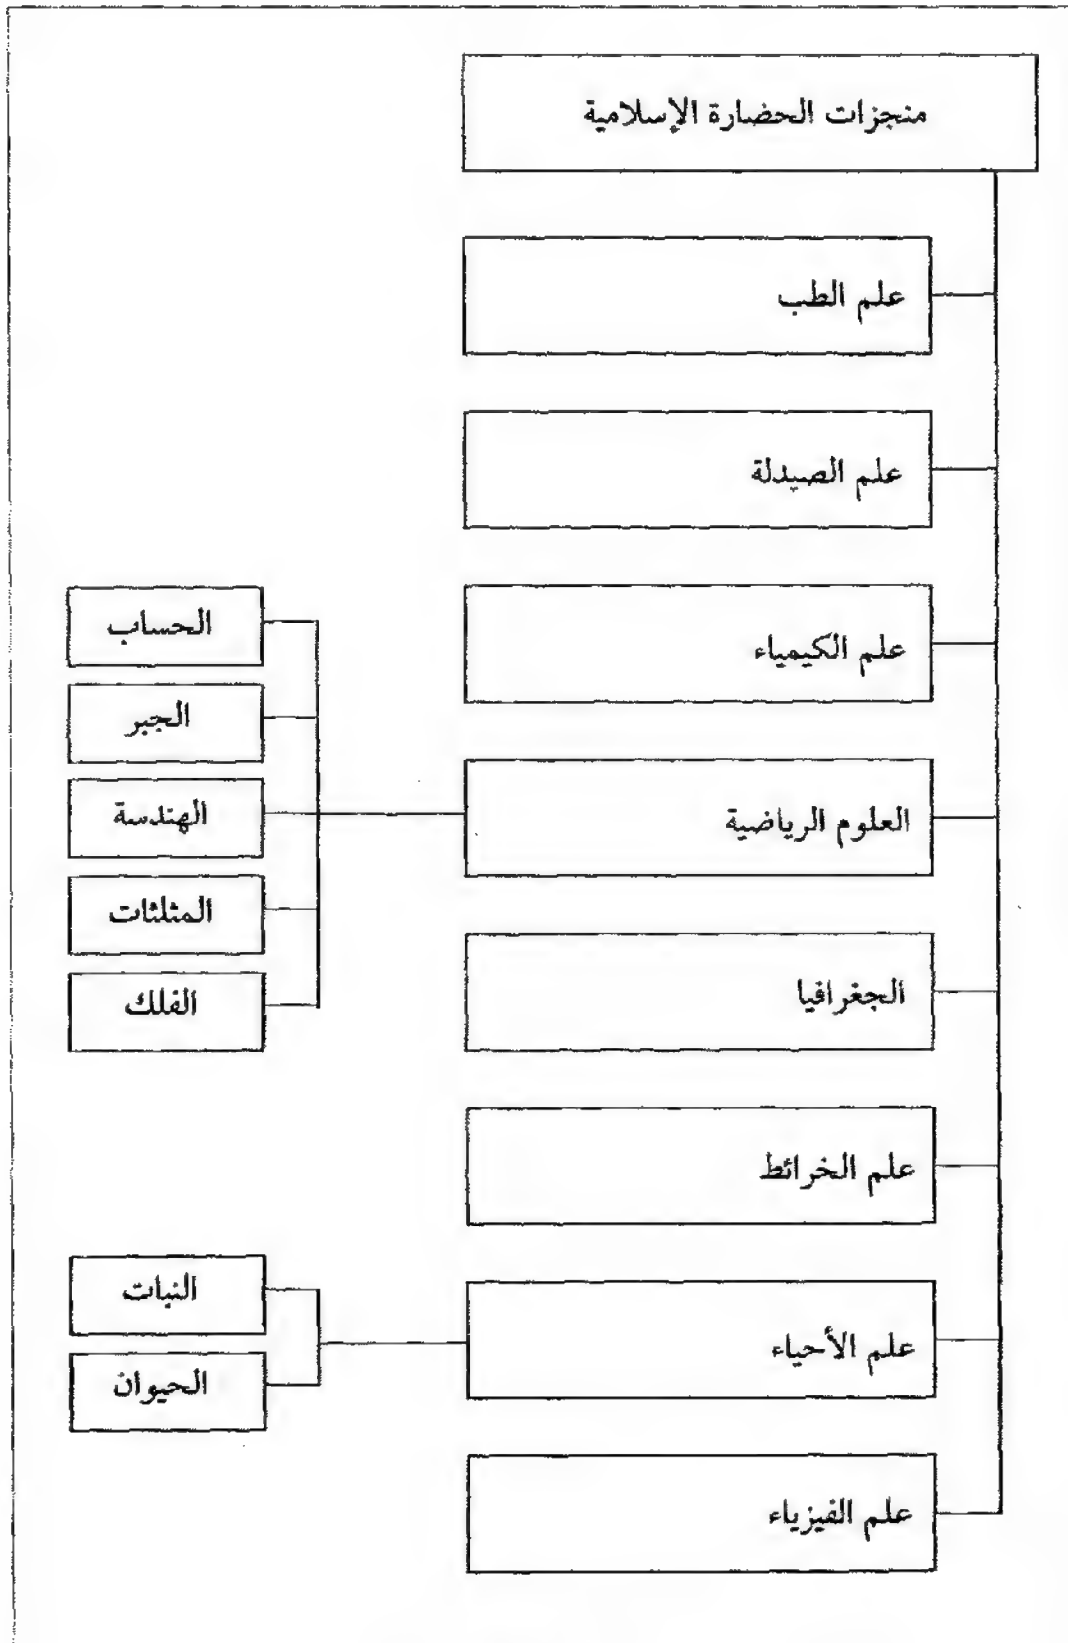 منجزات الحضارة الإسلامية
علم الطب
علم الصيدلة
علم الكيمياء
العلوم الرياضية
الحساب
الجبر
الهندسة
المثلثات
الفلك
الجغرافيا
علم الخرائط
علم الأحياء
النبات
الحيوان
علم الفيزياء